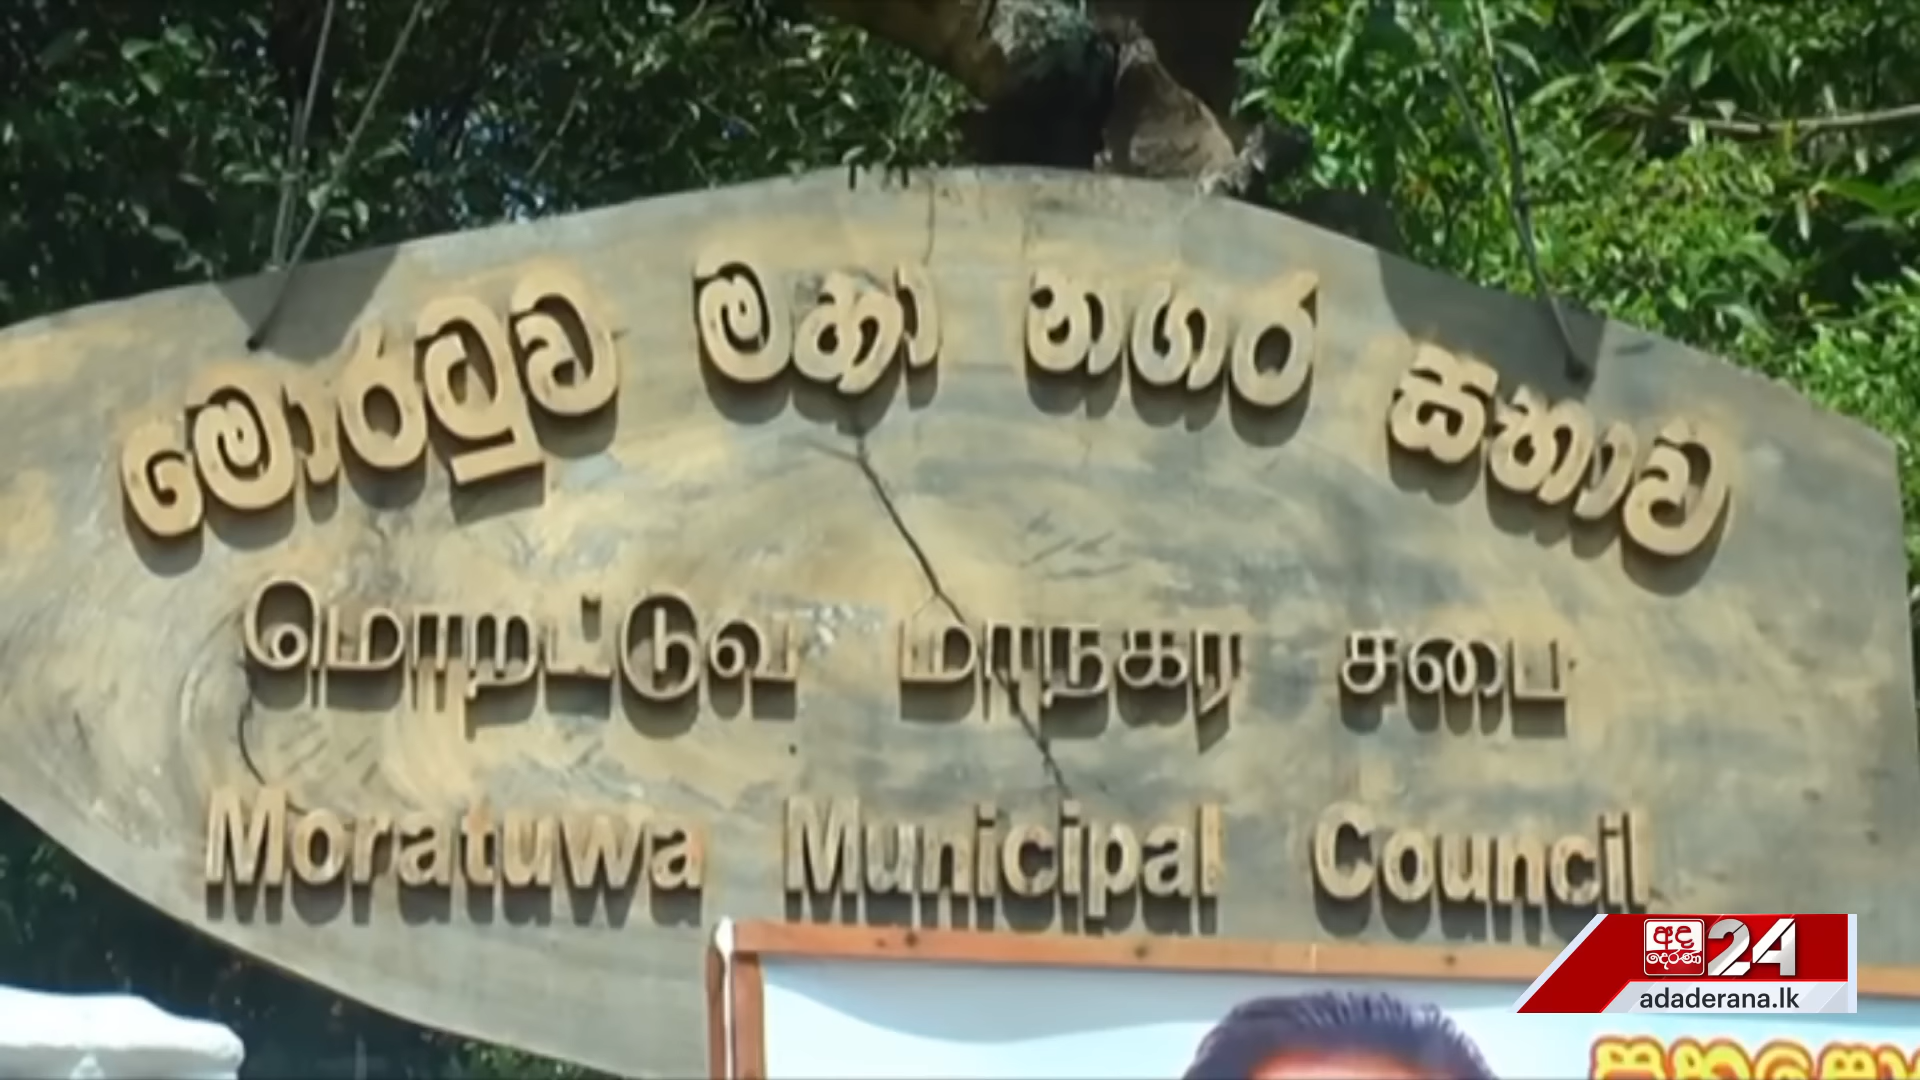 මොරටුව මහා නගර සභාව
மொறட்டுவ மாநகர சபை
Moratuwa Municipal Council
අද දෙරණ 24
adaderana.lk